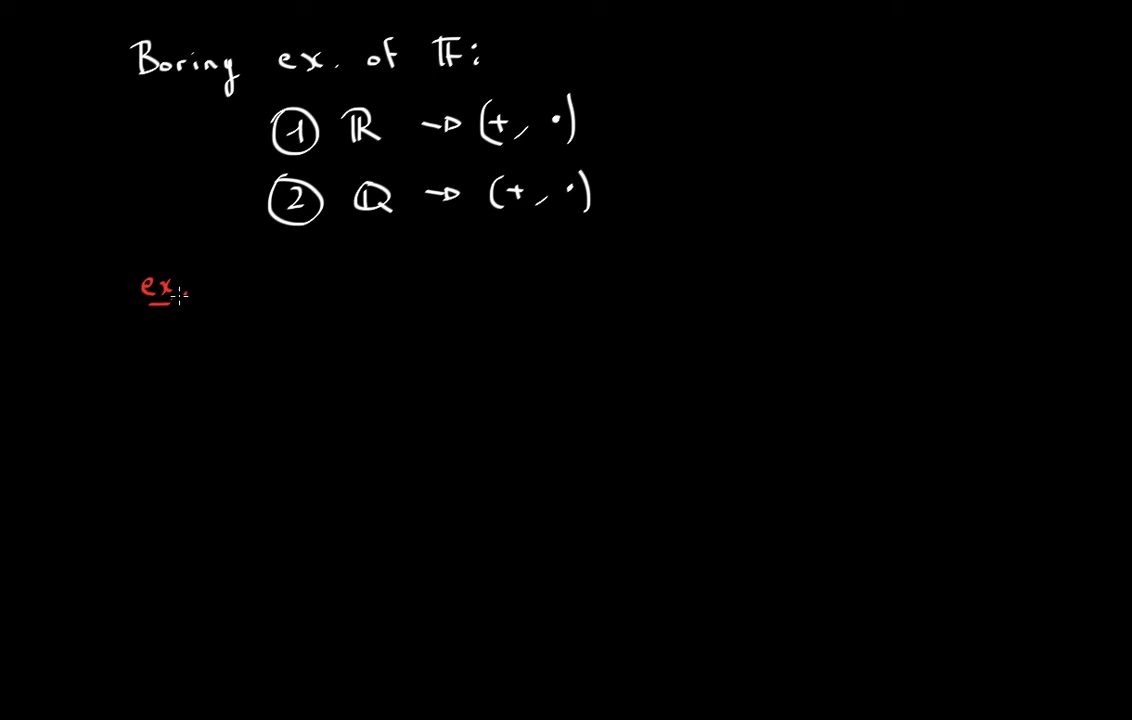 Boring ex. of 𝔽:
① ℝ → (+, ·)
② ℚ → (+, ·)
ex.